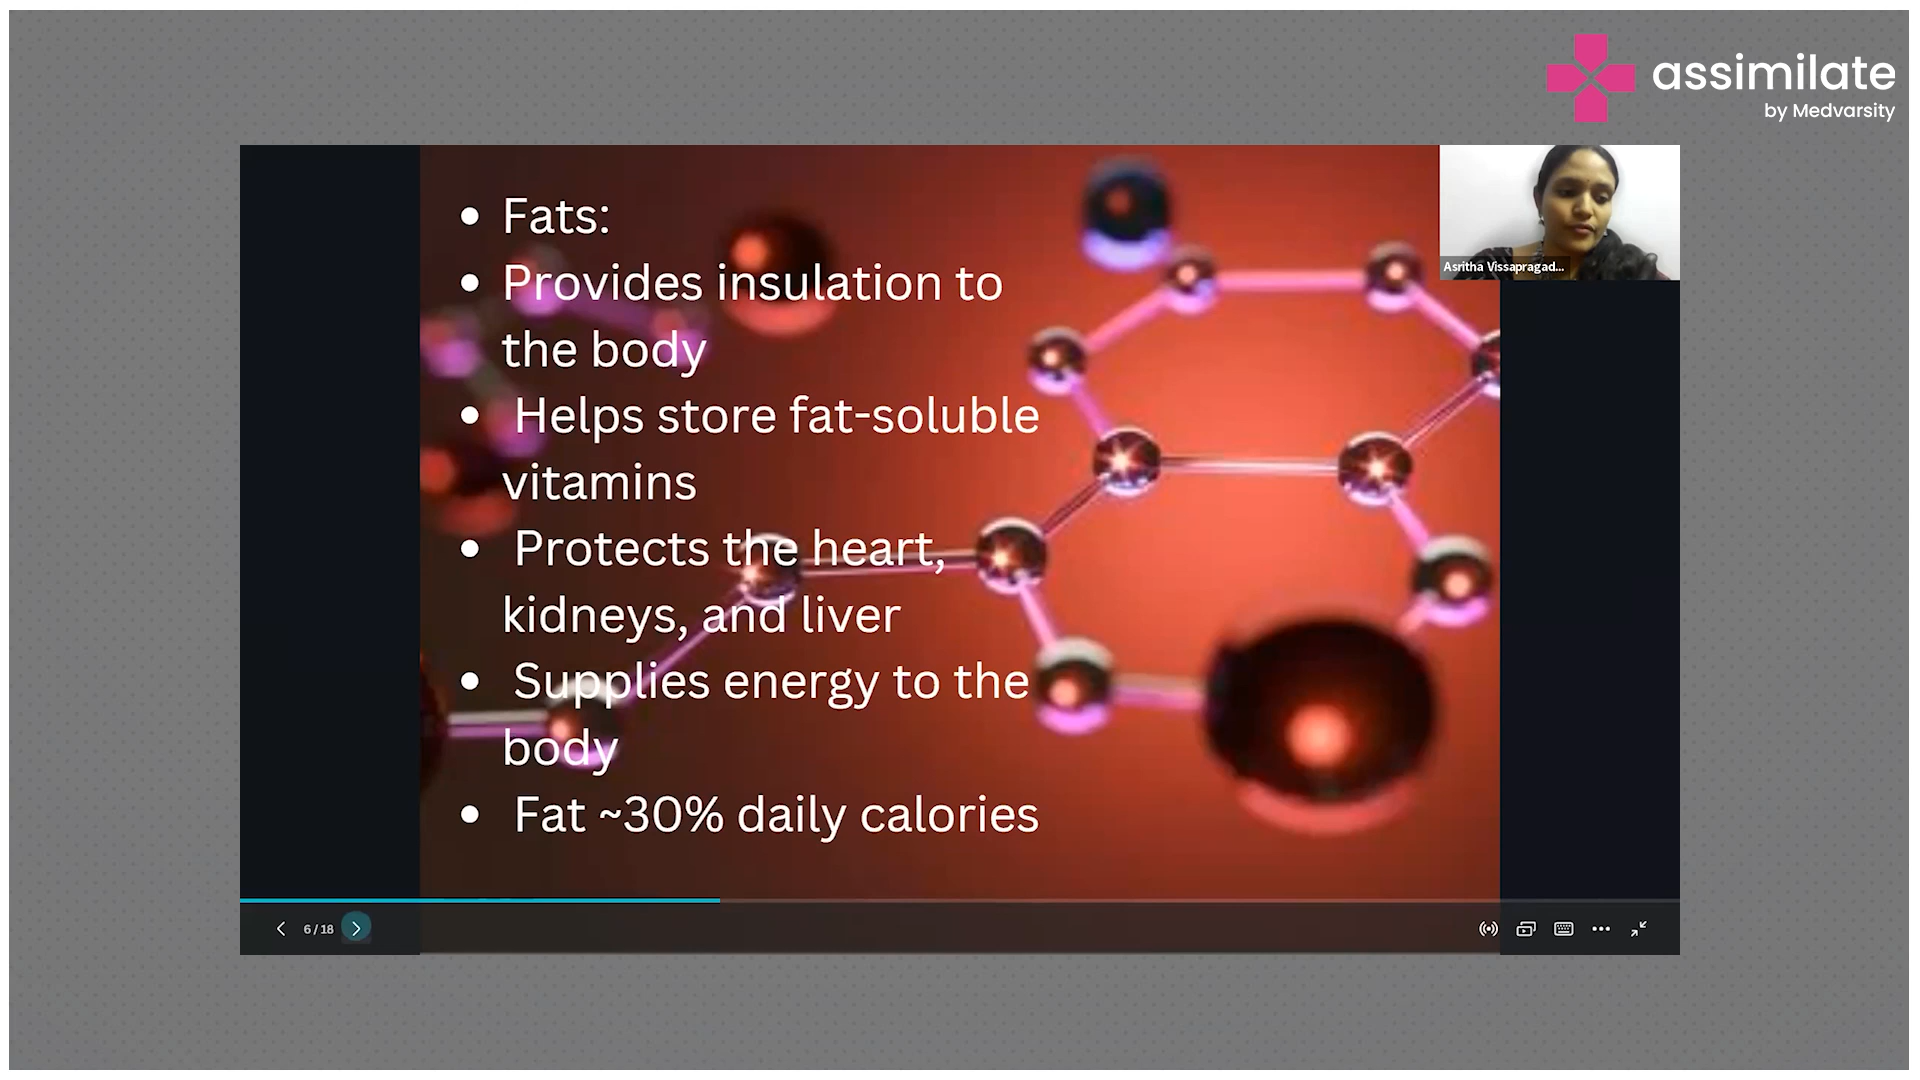 assimilate
by Medvarsity
Asritha Vissapragad...
• Fats:
• Provides insulation to
the body
• Helps store fat-soluble
vitamins
• Protects the heart,
kidneys, and liver
• Supplies energy to the
body
• Fat ~30% daily calories
6 / 18